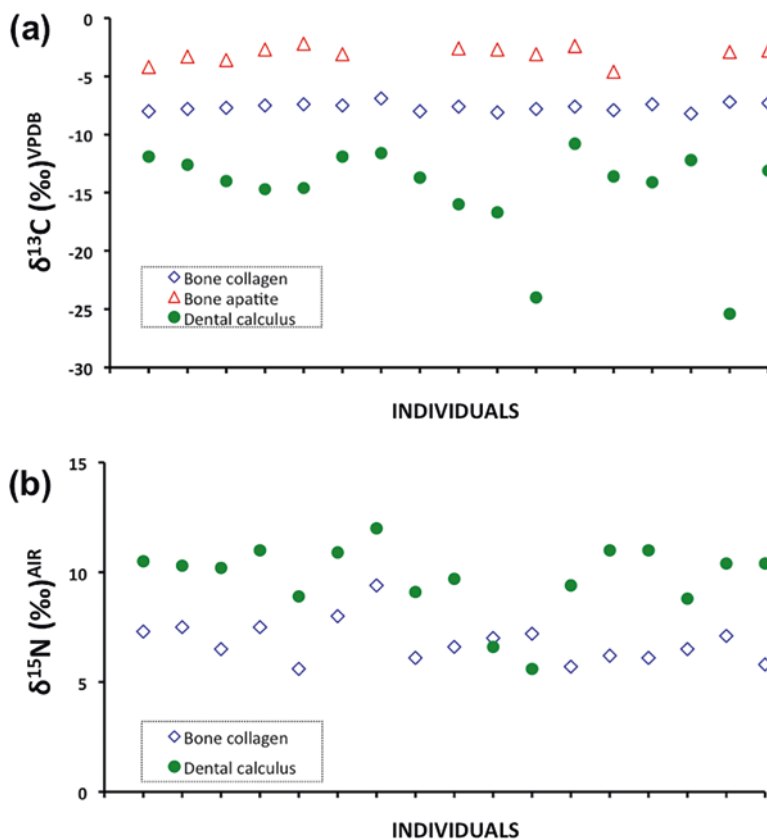 (a)
0
-5
-10
-15
-20
-25
-30
δ13C (‰)VPDB
Bone collagen
Bone apatite
Dental calculus
INDIVIDUALS
(b)
15
10
5
0
δ15N (‰)AIR
Bone collagen
Dental calculus
INDIVIDUALS